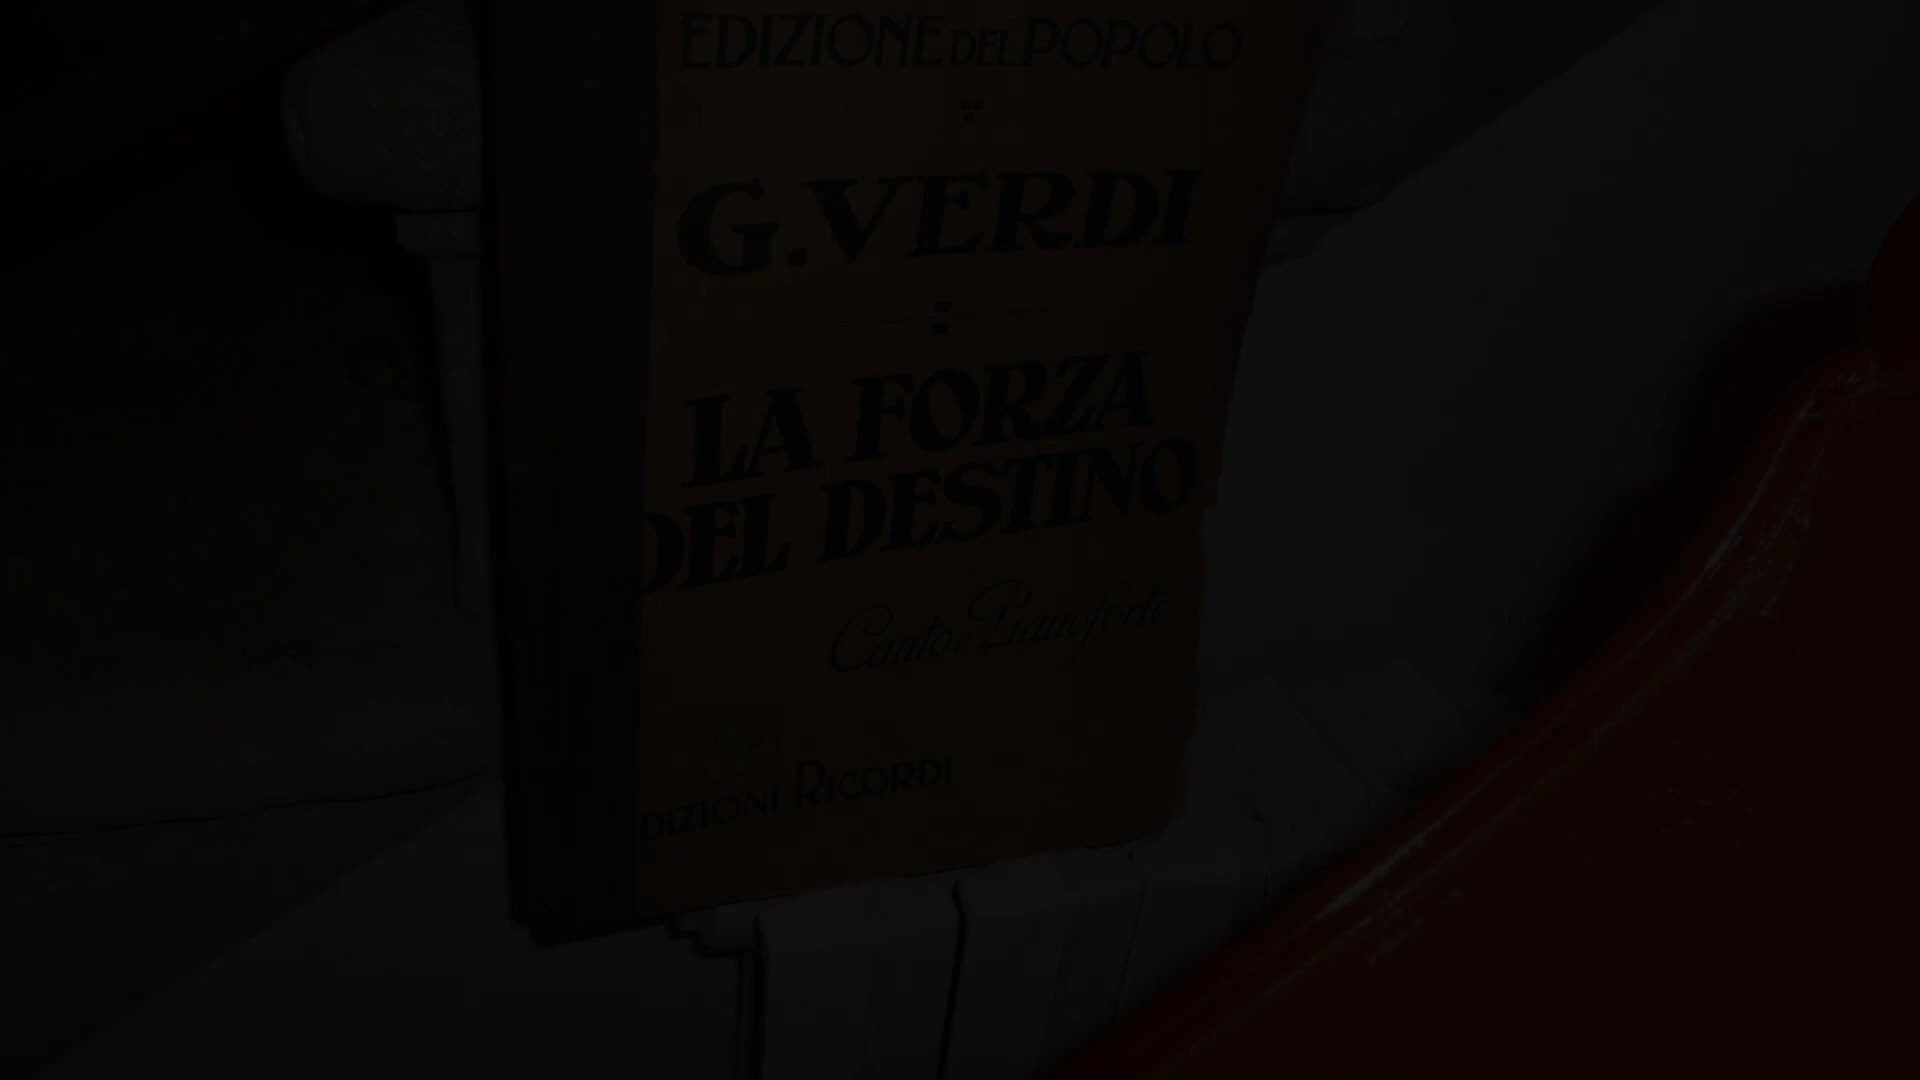 EDIZIONE DEL POPOLO
G. VERDI
LA FORZA
DEL DESTINO
Canto e Pianoforte
DIZIONI RICORDI